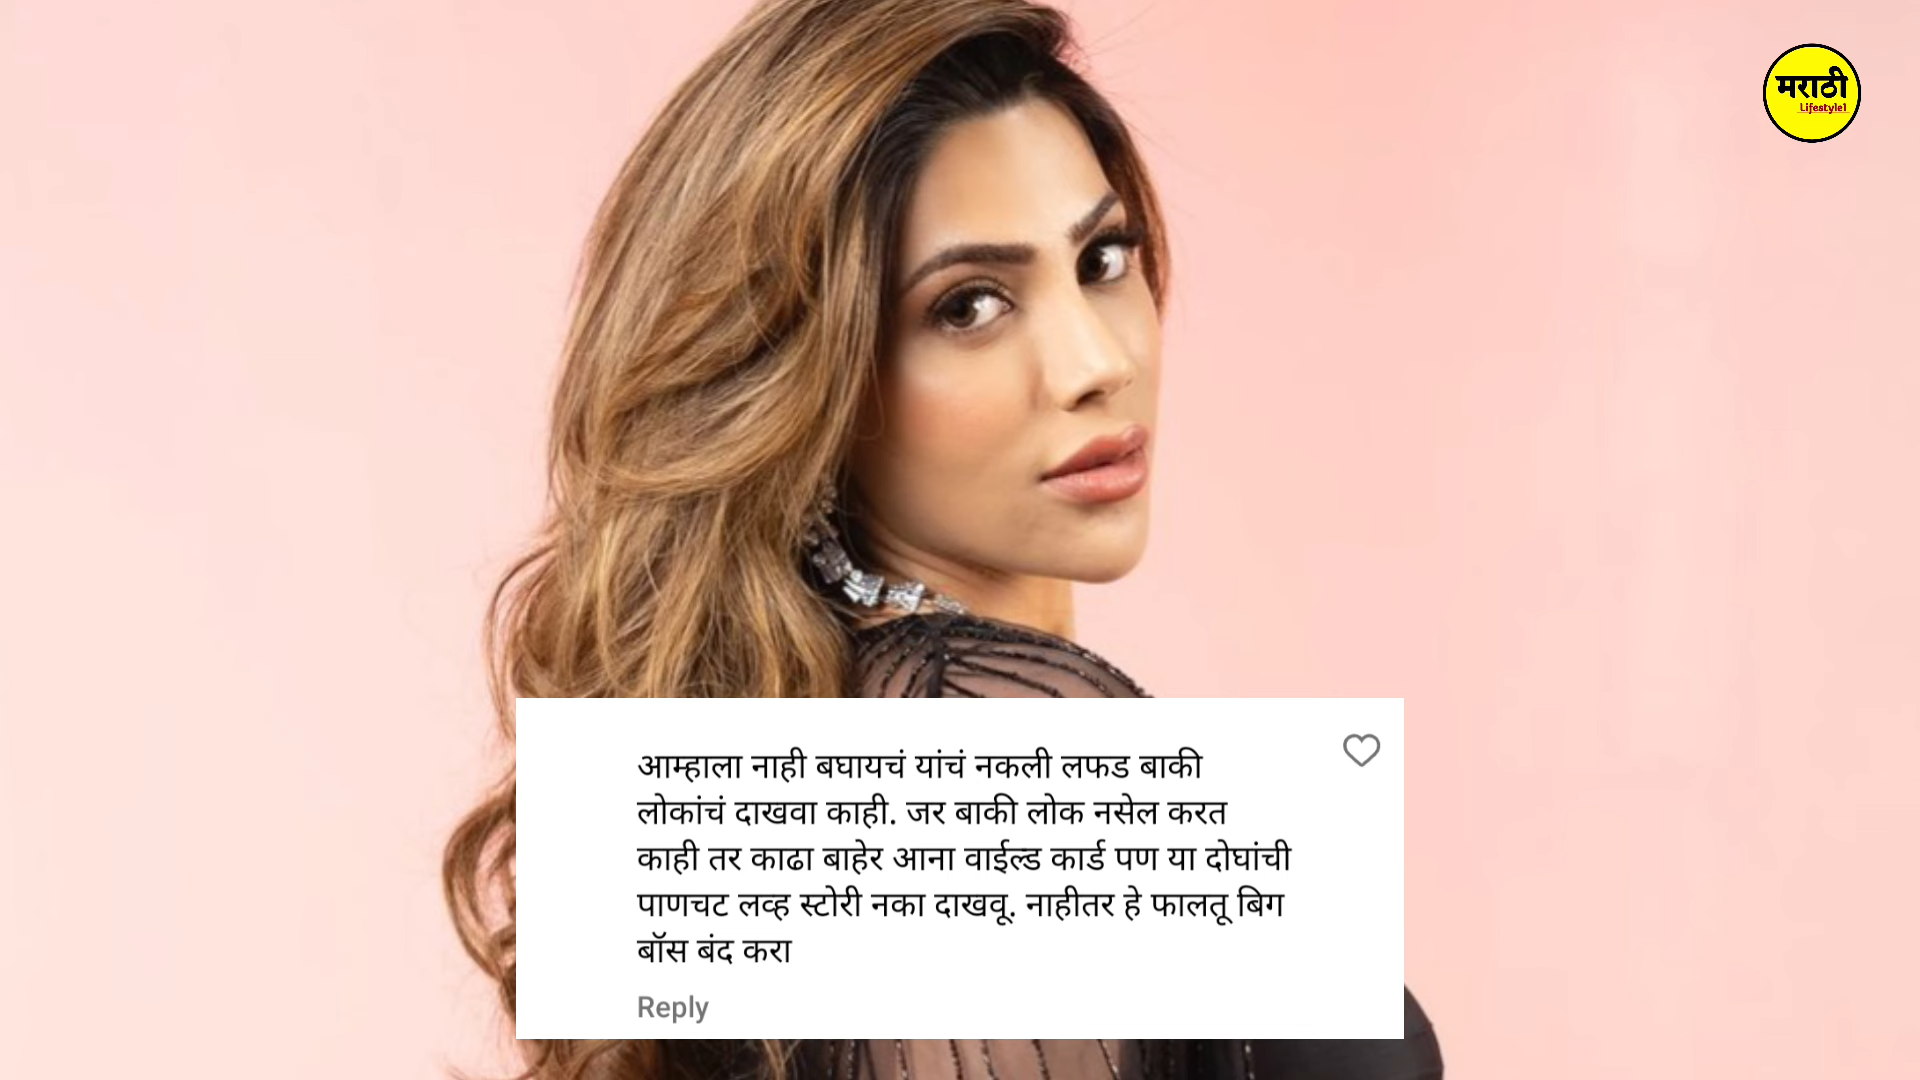 मराठी
Lifestyle1
आम्हाला नाही बघायचं यांचं नकली लफड बाकी
लोकांचं दाखवा काही. जर बाकी लोक नसेल करत
काही तर काढा बाहेर आना वाईल्ड कार्ड पण या दोघांची
पाणचट लव्ह स्टोरी नका दाखवू. नाहीतर हे फालतू बिग
बॉस बंद करा
Reply